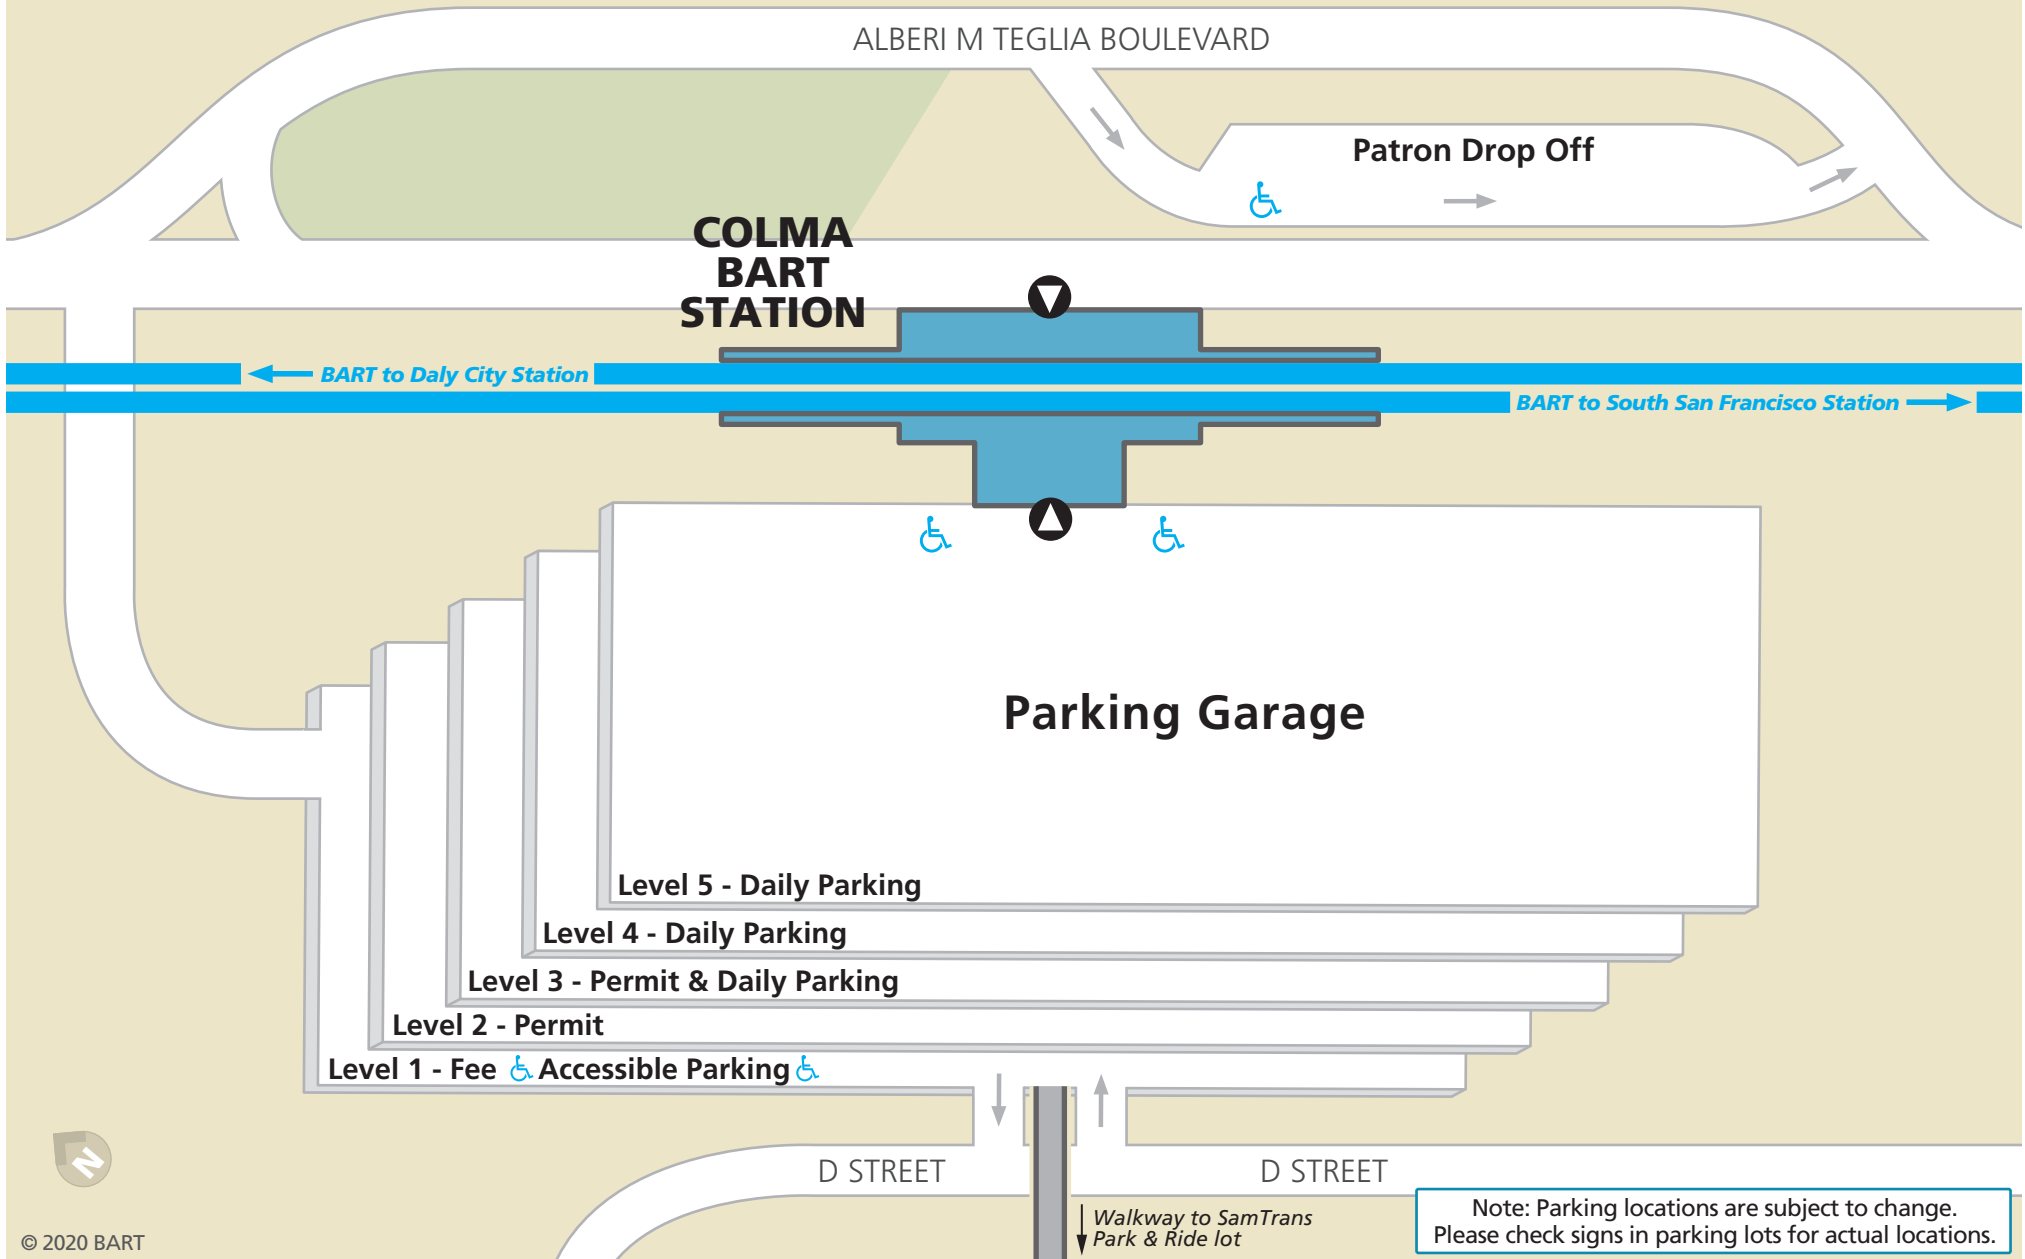 ALBERI M TEGLIA BOULEVARD
Patron Drop Off
COLMA
BART
STATION
BART to Daly City Station
BART to South San Francisco Station
Parking Garage
Level 5 - Daily Parking
Level 4 - Daily Parking
Level 3 - Permit & Daily Parking
Level 2 - Permit
Level 1 - Fee Accessible Parking
N
D STREET
D STREET
Walkway to SamTrans
Park & Ride lot
Note: Parking locations are subject to change.
Please check signs in parking lots for actual locations.
© 2020 BART